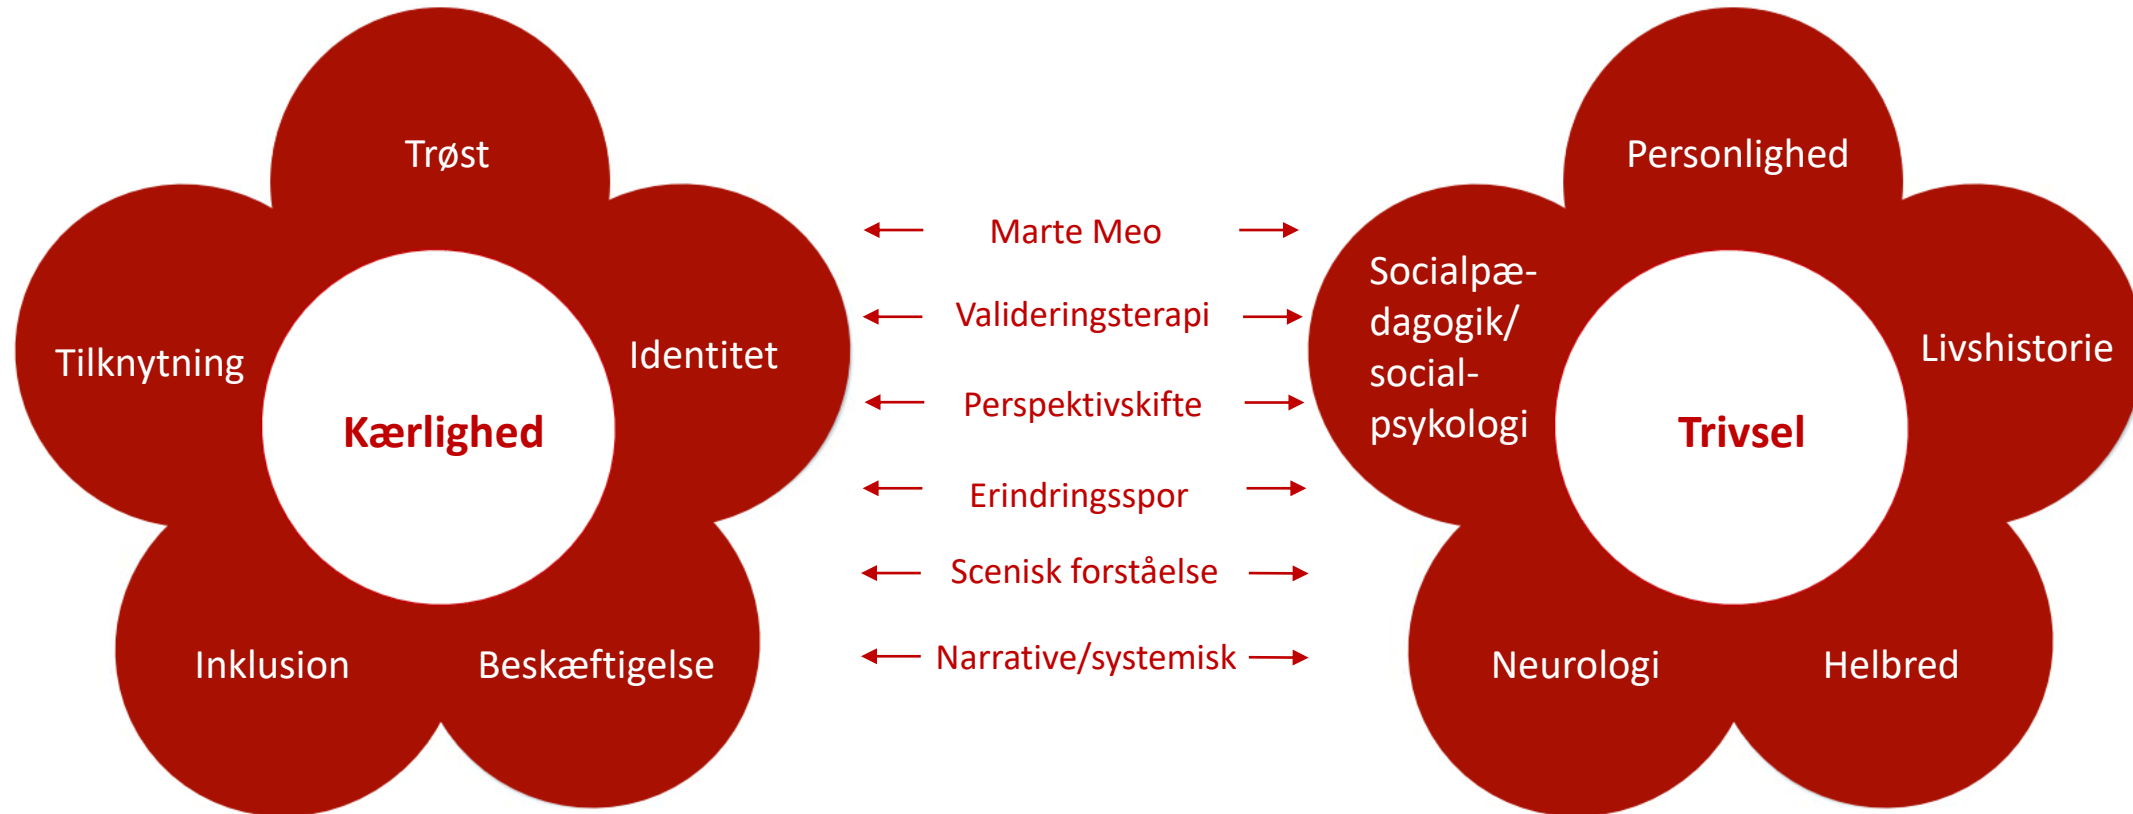 Trøst
Tilknytning
Identitet
Kærlighed
Inklusion
Beskæftigelse
Marte Meo
Valideringsterapi
Perspektivskifte
Erindringsspor
Scenisk forståelse
Narrative/systemisk
Personlighed
Socialpæ-
dagogik/
social-
psykologi
Livshistorie
Trivsel
Neurologi
Helbred